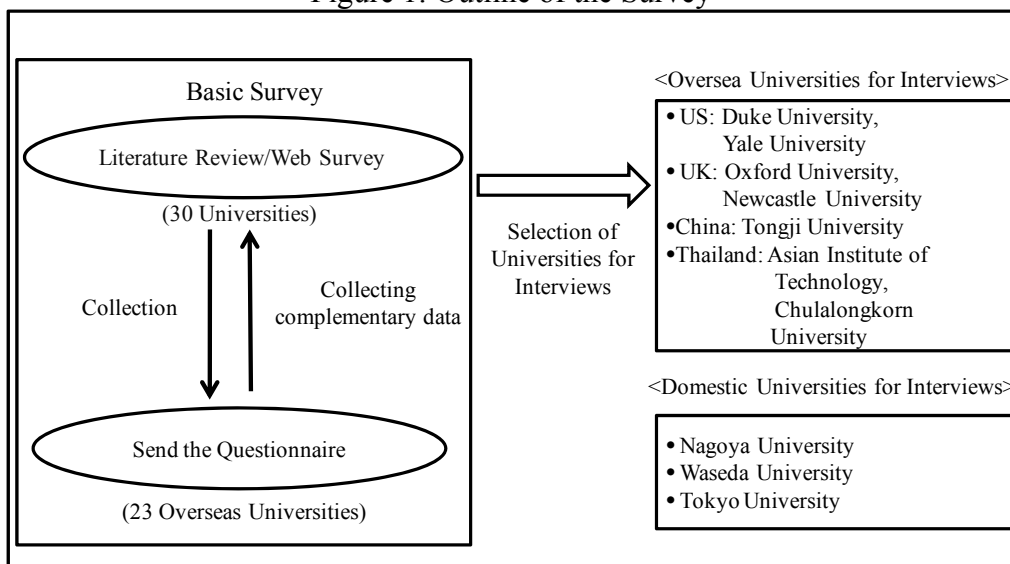 Figure 1: Outline of the Survey
Basic Survey
Literature Review/Web Survey
(30 Universities)
Collection
Collecting
complementary data
Send the Questionnaire
(23 Overseas Universities)
Selection of
Universities for
Interviews
<Oversea Universities for Interviews>
•US: Duke University,
Yale University
•UK: Oxford University,
Newcastle University
•China: Tongji University
•Thailand: Asian Institute of
Technology,
Chulalongkorn
University
<Domestic Universities for Interviews>
• Nagoya University
• Waseda University
• Tokyo University